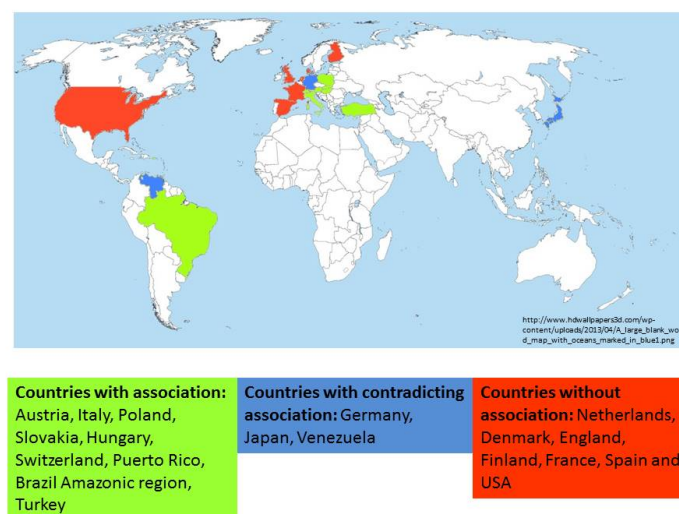 http://www.hdwallpapers3d.com/wp-
content/uploads/2013/04/A_large_blank_wo
d_map_with_oceans_marked_in_blue1.png
Countries with association:
Austria, Italy, Poland,
Slovakia, Hungary,
Switzerland, Puerto Rico,
Brazil Amazonic region,
Turkey
Countries with contradicting
association: Germany,
Japan, Venezuela
Countries without
association: Netherlands,
Denmark, England,
Finland, France, Spain and
USA